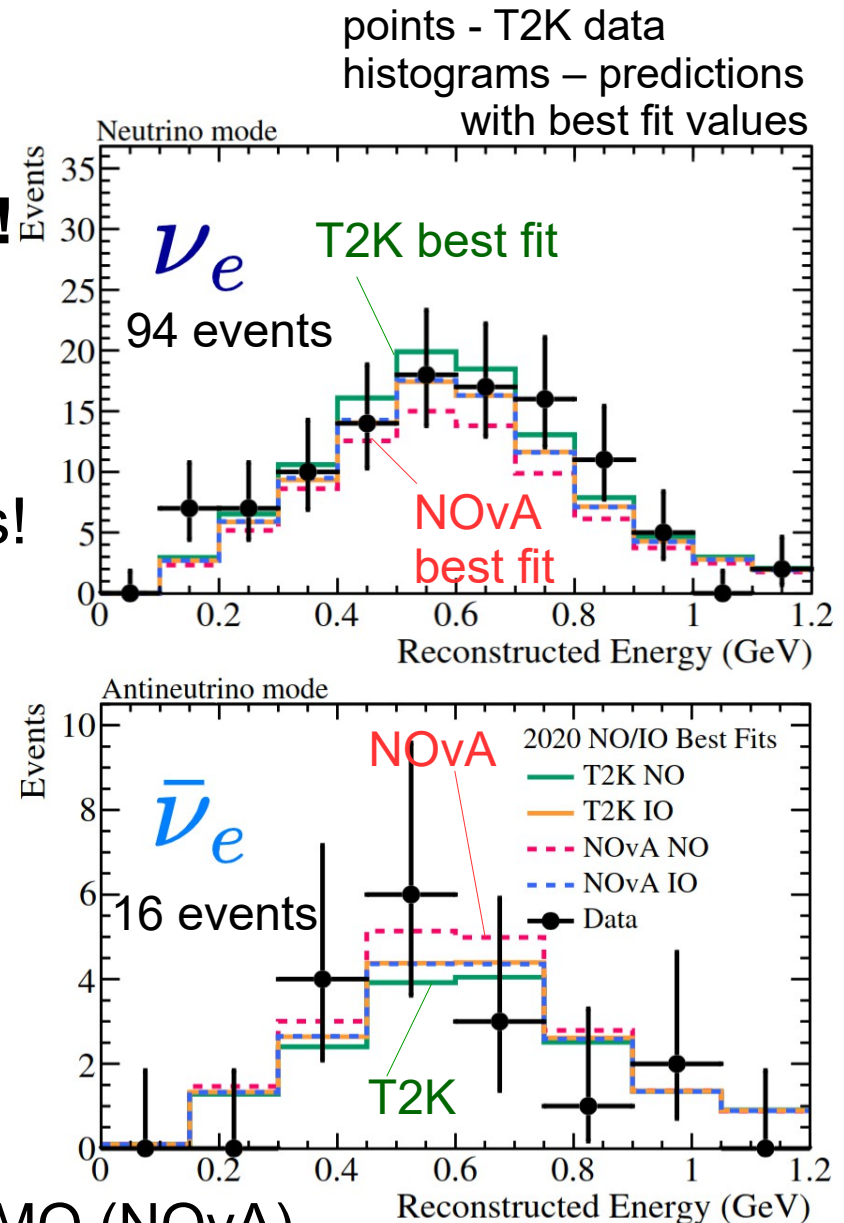 points - T2K data
histograms – predictions
with best fit values
Neutrino mode
Events
35
30
25
20
15
10
5
0
!
ν e
T2K best fit
94 events
s!
NOvA
best fit
0 0.2 0.4 0.6 0.8 1 1.2
Reconstructed Energy (GeV)
Antineutrino mode
Events
10
8
6
4
2
0
NOvA
2020 NO/IO Best Fits
T2K NO
T2K IO
NOvA NO
NOvA IO
Data
ν̄ e
16 events
T2K
0 0.2 0.4 0.6 0.8 1 1.2
Reconstructed Energy (GeV)
(NOvA)